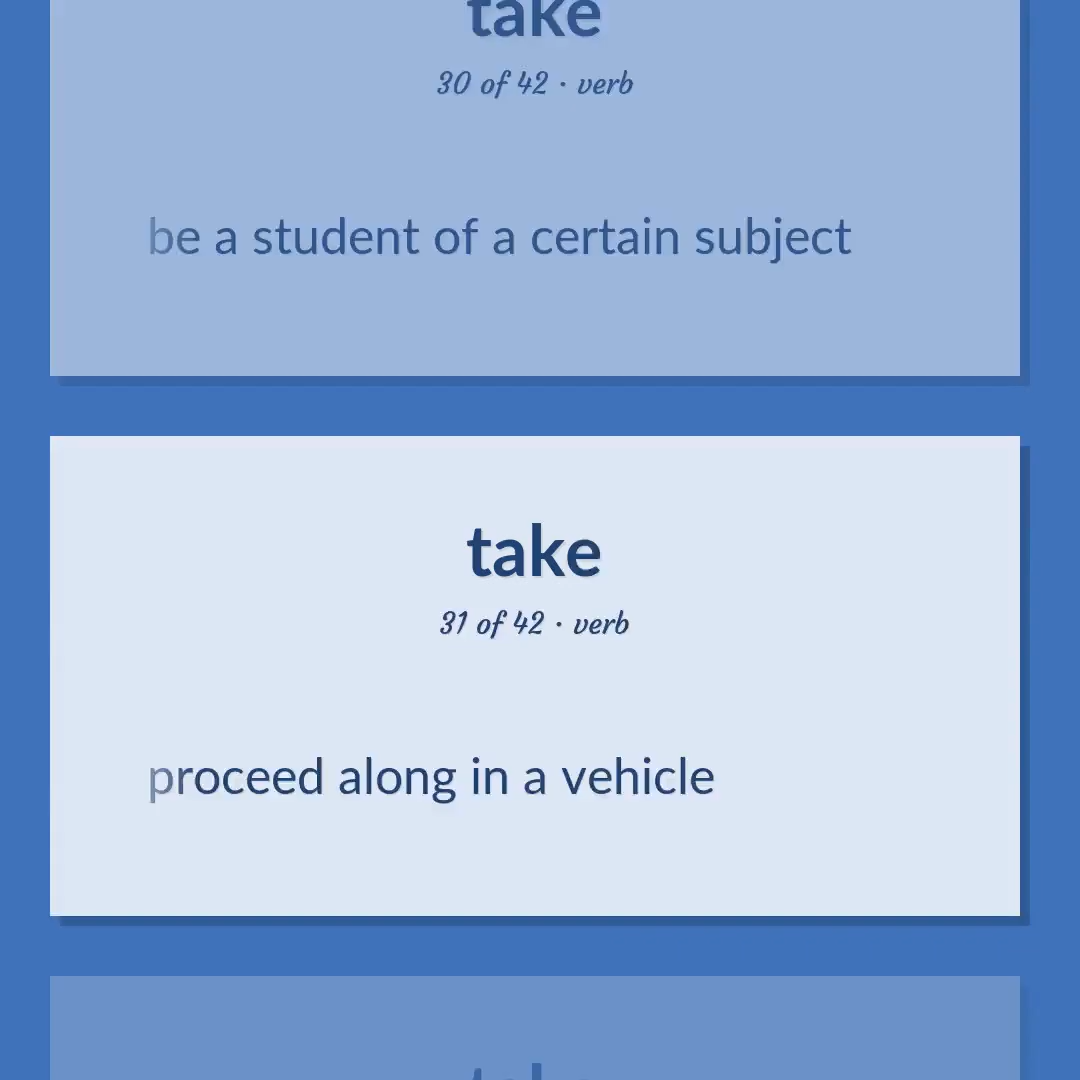 take
30 of 42 · verb
be a student of a certain subject
take
31 of 42 · verb
proceed along in a vehicle